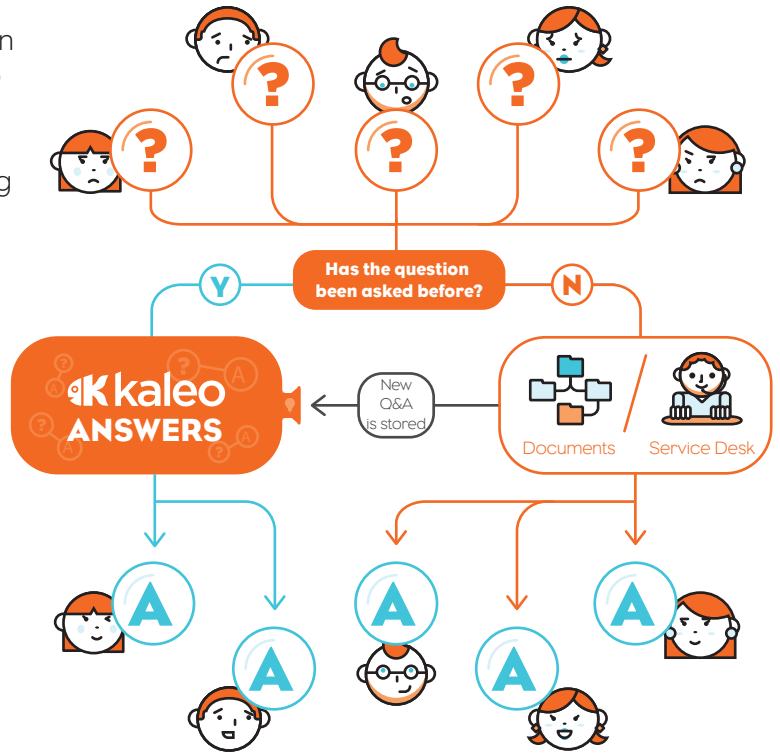 n
g
?
?
?
?
?
Has the question
been asked before?
Y
N
kaleo
ANSWERS
?
A
?
A
?
A
?
A
New
Q&A
is stored
Documents
Service Desk
A
A
A
A
A